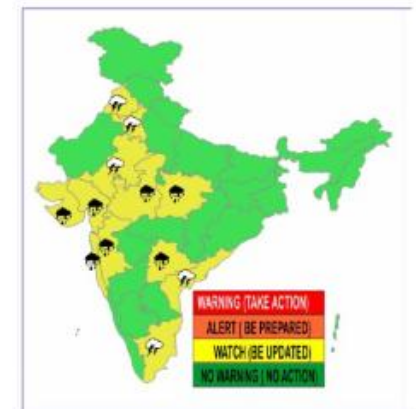 WARNING (TAKE ACTION)
ALERT ( BE PREPARED)
WATCH (BE UPDATED)
NO WARNING ( NO ACTION)